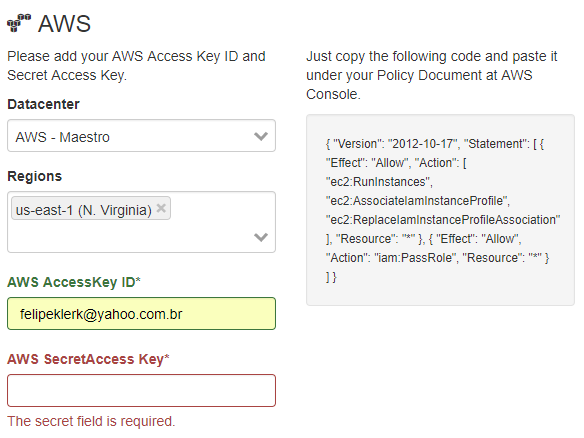 AWS
Please add your AWS Access Key ID and
Secret Access Key.
Datacenter
AWS - Maestro
Regions
us-east-1 (N. Virginia) ×
AWS AccessKey ID*
felipeklerk@yahoo.com.br
AWS SecretAccess Key*
The secret field is required.
Just copy the following code and paste it
under your Policy Document at AWS
Console.
{ "Version": "2012-10-17", "Statement": [ {
"Effect": "Allow", "Action": [
"ec2:RunInstances",
"ec2:AssociateIamInstanceProfile",
"ec2:ReplaceIamInstanceProfileAssociation"
], "Resource": "*" }, { "Effect": "Allow",
"Action": "iam:PassRole", "Resource": "*" }
] }